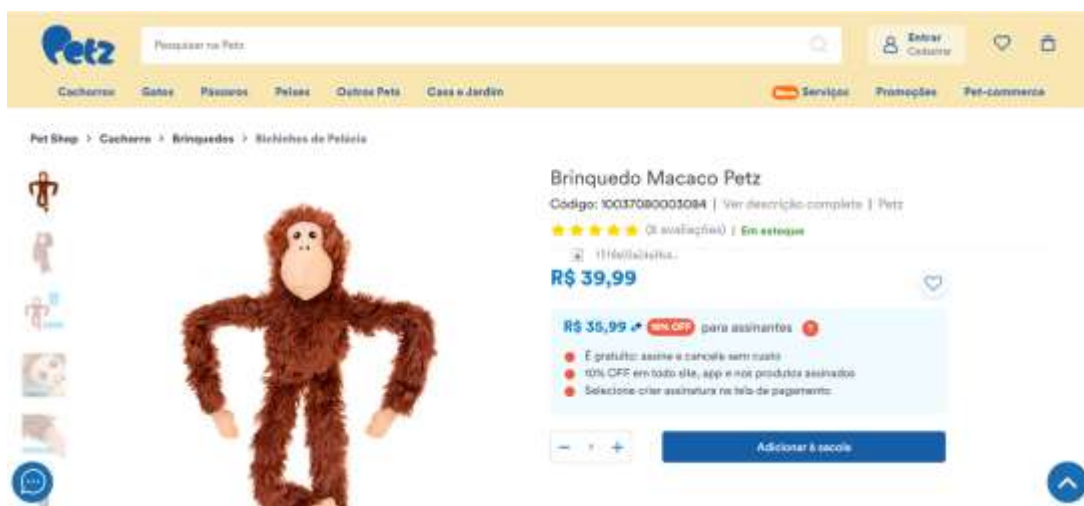 Petz
Pesquisar na Petz
Entrar
Cadastrar
Cachorros Gatos Pássaros Peixes Outros Pets Casa e Jardim
Serviços Promoções Pet-commerce
Pet Shop > Cachorro > Brinquedos > Bichinhos de Pelúcia
Brinquedo Macaco Petz
Código: 10037080003084 | Ver descrição completa | Petz
(8 avaliações) | Em estoque
R$ 39,99
R$ 35,99 10% OFF para assinantes ?
É gratuito: assine e cancele sem custo
10% OFF em todo site, app e nos produtos assinados
Selecione criar assinatura na tela de pagamento
− 1 +
Adicionar à sacola